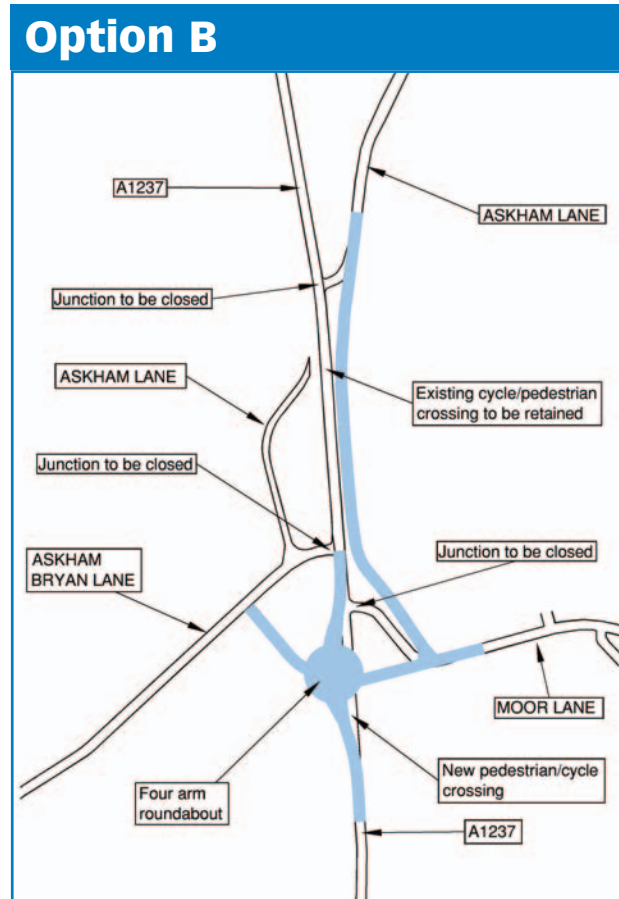 Option B
A1237
ASKHAM LANE
Junction to be closed
ASKHAM LANE
Existing cycle/pedestrian
crossing to be retained
Junction to be closed
ASKHAM
BRYAN LANE
Junction to be closed
MOOR LANE
New pedestrian/cycle
crossing
Four arm
roundabout
A1237